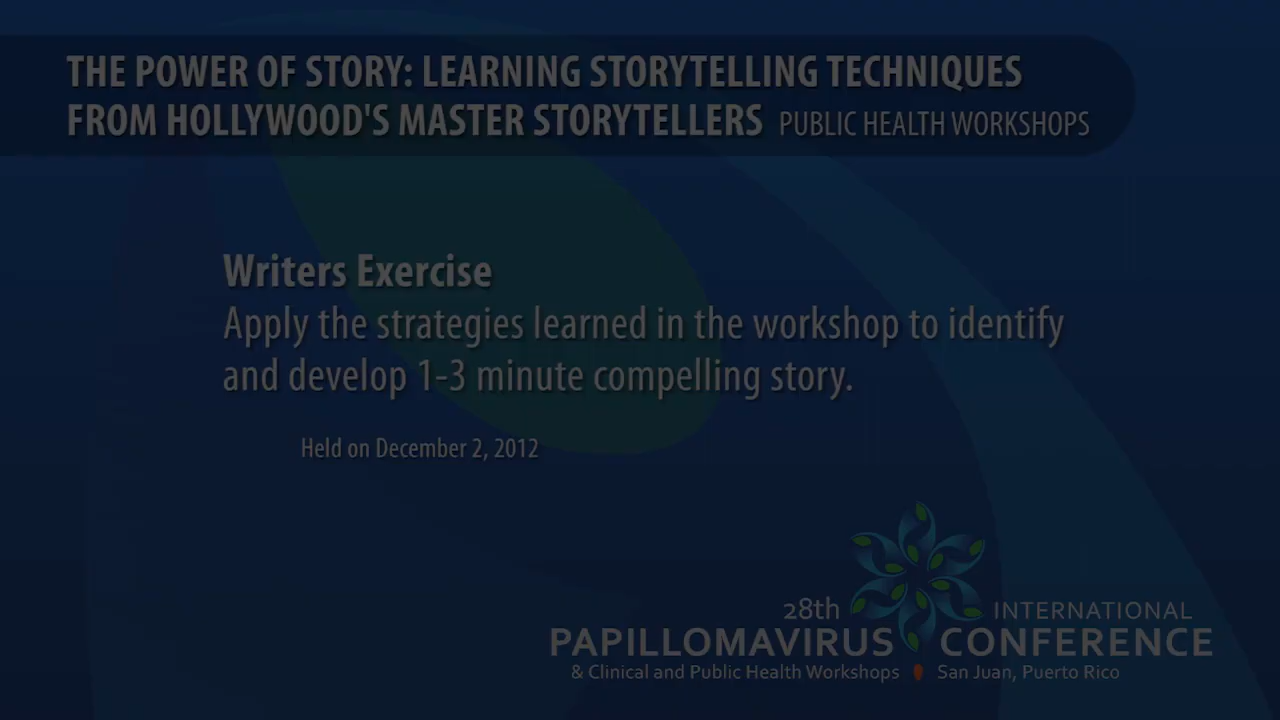 THE POWER OF STORY: LEARNING STORYTELLING TECHNIQUES
FROM HOLLYWOOD'S MASTER STORYTELLERS PUBLIC HEALTH WORKSHOPS
Writers Exercise
Apply the strategies learned in the workshop to identify
and develop 1-3 minute compelling story.
Held on December 2, 2012
28th INTERNATIONAL
PAPILLOMAVIRUS CONFERENCE
& Clinical and Public Health Workshops San Juan, Puerto Rico